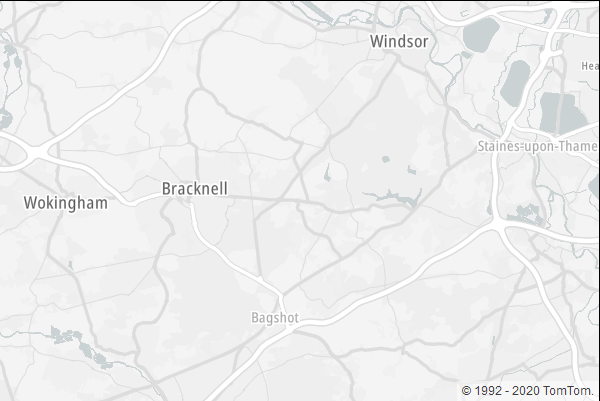 Windsor
Hea
Staines-upon-Thame
Bracknell
Wokingham
Bagshot
© 1992 - 2020 TomTom.